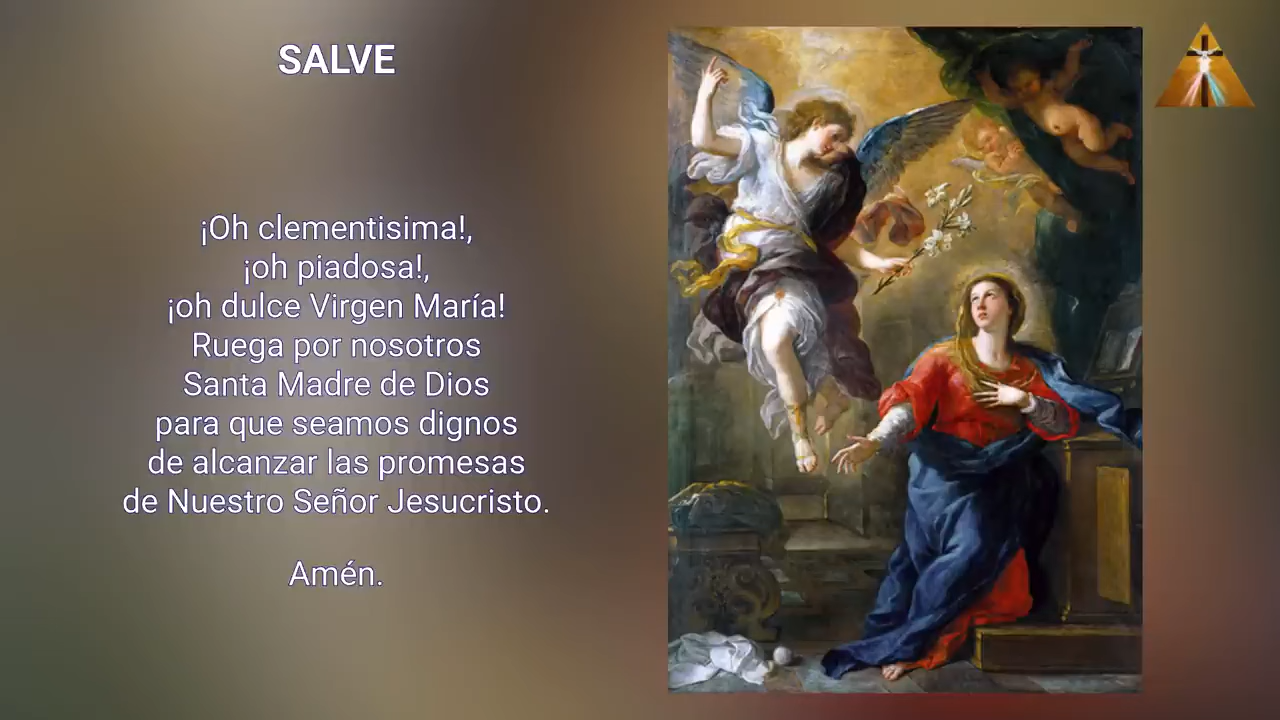 SALVE
¡Oh clementisima!,
¡oh piadosa!,
¡oh dulce Virgen María!
Ruega por nosotros
Santa Madre de Dios
para que seamos dignos
de alcanzar las promesas
de Nuestro Señor Jesucristo.
Amén.